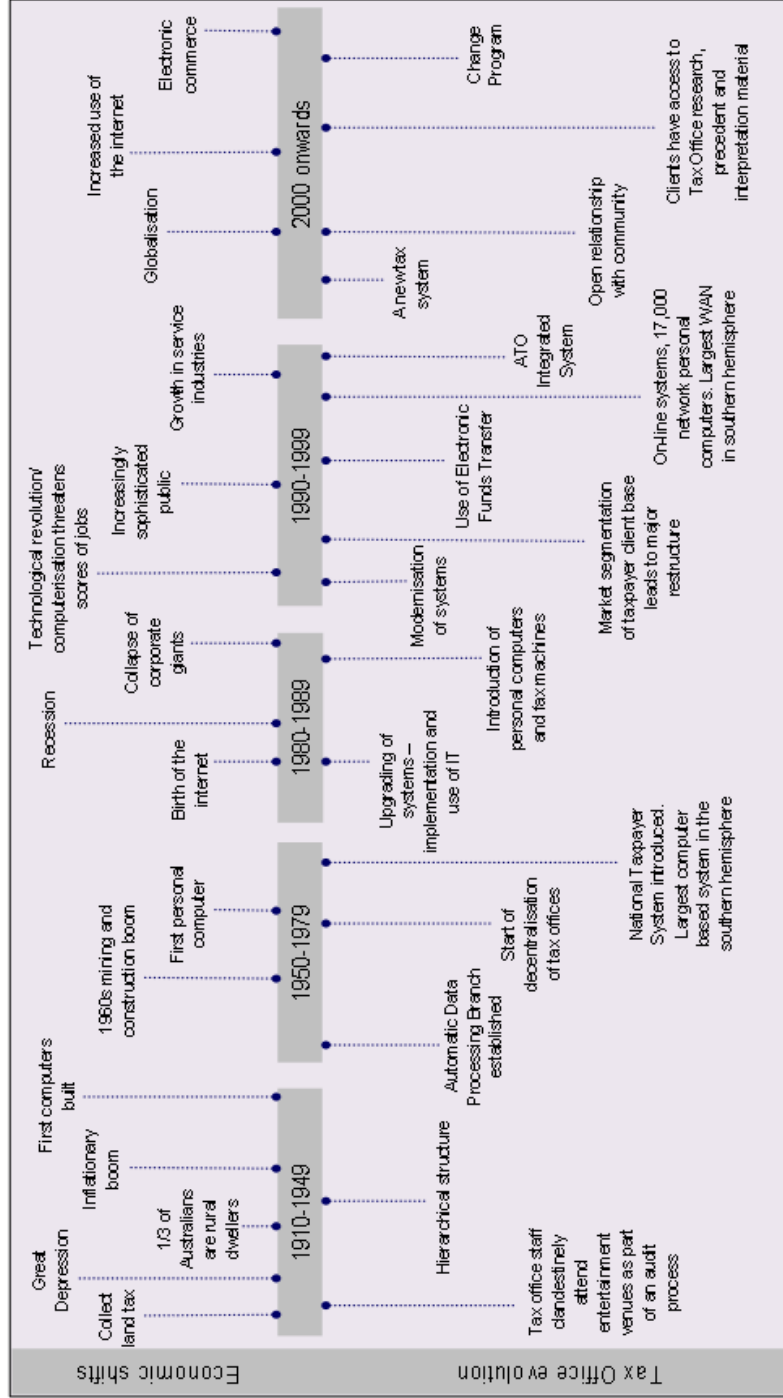 Economic shifts
Collect
land tax
Great
Depression
1/3 of
Australians
are rural
dwellers
Inflationary
boom
First computers
built
1960s mining and
construction boom
First personal
computer
Birth of the
internet
Recession
Collapse of
corporate
giants
Technological revolution/
computerisation threatens
scores of jobs
Increasingly
sophisticated
public
Growth in service
industries
Globalisation
Increased use of
the internet
Electronic
commerce
1910-1949
1950-1979
1980-1989
1990-1999
2000 onwards
Tax Office evolution
Tax office staff
clandestinely
attend
entertainment
venues as part
of an audit
process
Hierarchical structure
Automatic Data
Processing Branch
established
Start of
decentralisation
of tax offices
National Taxpayer
System introduced.
Largest computer
based system in the
southern hemisphere
Upgrading of
systems –
implementation and
use of IT
Introduction of
personal computers
and fax machines
Modernisation
of systems
Market segmentation
of taxpayer client base
leads to major
restructure
Use of Electronic
Funds Transfer
On-line systems, 17,000
network personal
computers. Largest WAN
in southern hemisphere
ATO
Integrated
System
A new tax
system
Open relationship
with community
Clients have access to
Tax Office research,
precedent and
interpretation material
Change
Program